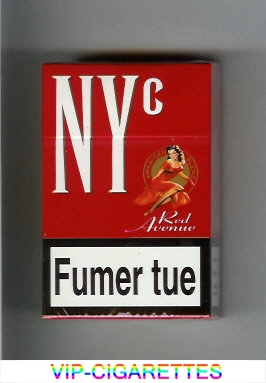 NYC
Red
Avenue
Fumer tue
VIP-CIGARETTES